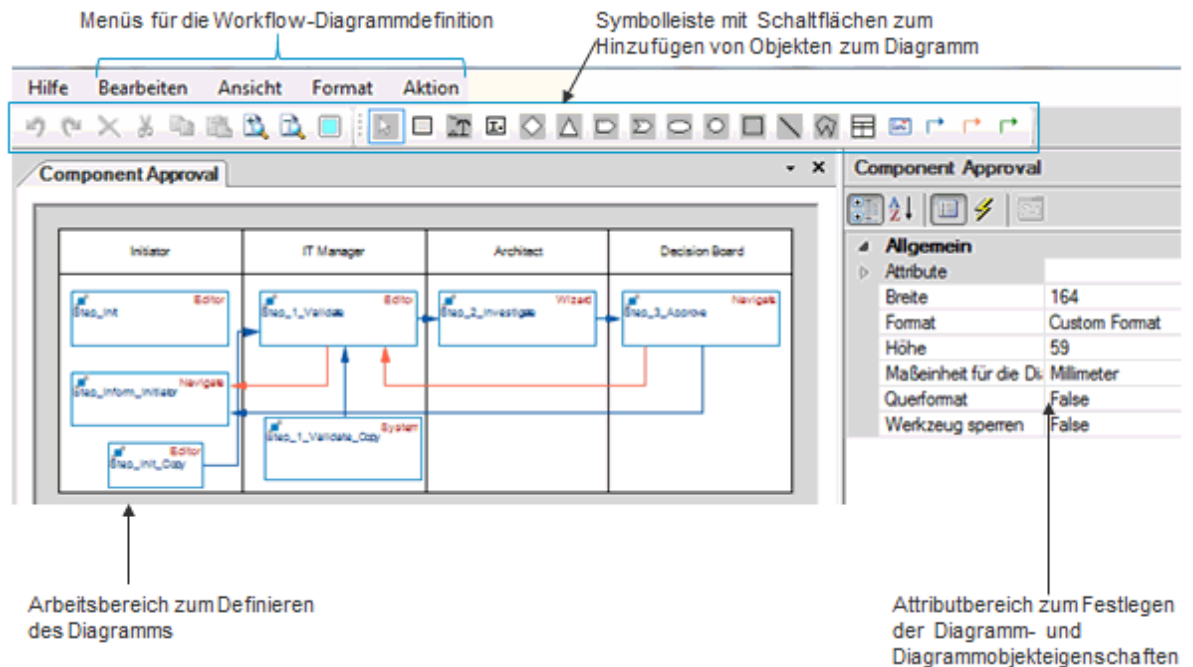 Menüs für die Workflow-Diagrammdefinition
Symbolleiste mit Schaltflächen zum
Hinzufügen von Objekten zum Diagramm
Hilfe Bearbeiten Ansicht Format Aktion
Component Approval
Component Approval
Initiator IT Manager Architect Decision Board
Allgemein
Attribute
Editor
Step_Init
Editor
Step_1_Validate
Wizard
Step_2_Investigate
Navigate
Step_3_Approve
Breite 164
Format Custom Format
Höhe 59
Maßeinheit für die Di Millimeter
Querformat False
Werkzeug sperren False
Navigate
Step_Inform_Initiator
System
Step_1_Validate_Copy
Editor
Step_Init_Copy
Arbeitsbereich zum Definieren
des Diagramms
Attributbereich zum Festlegen
der Diagramm- und
Diagrammobjekteigenschaften